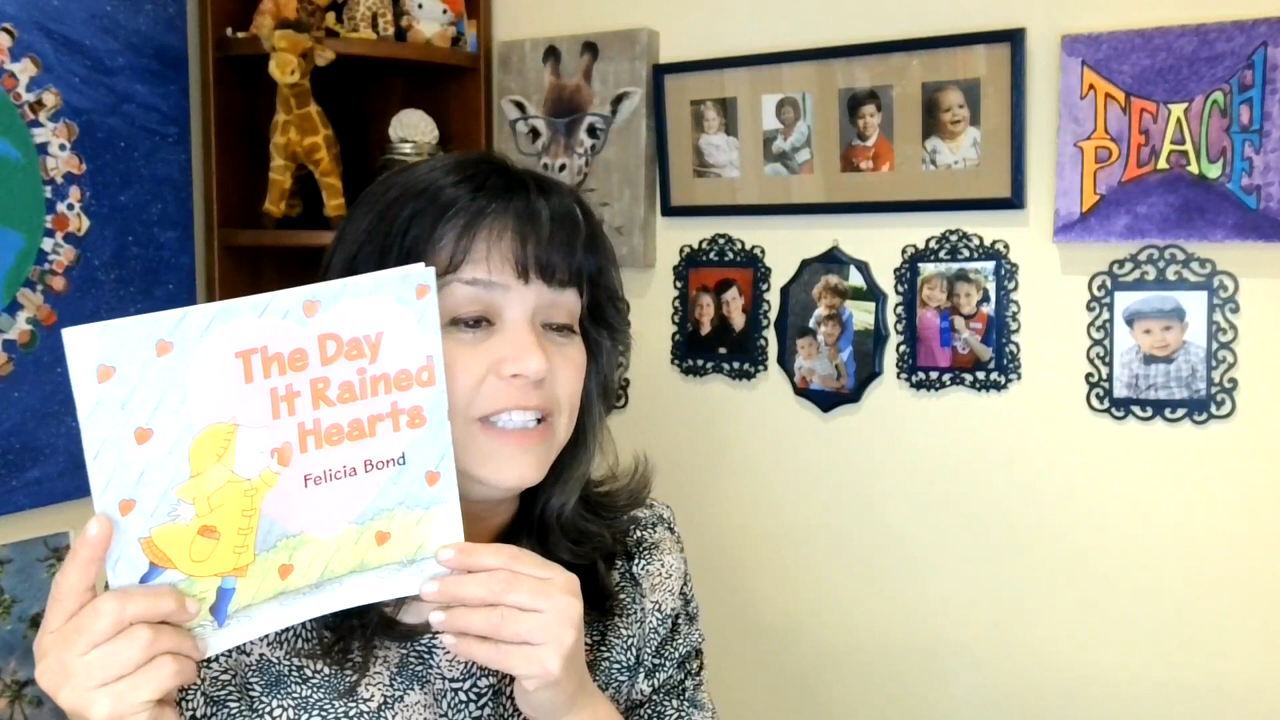 The Day
It Rained
Hearts
Felicia Bond
TEACH
PEACE